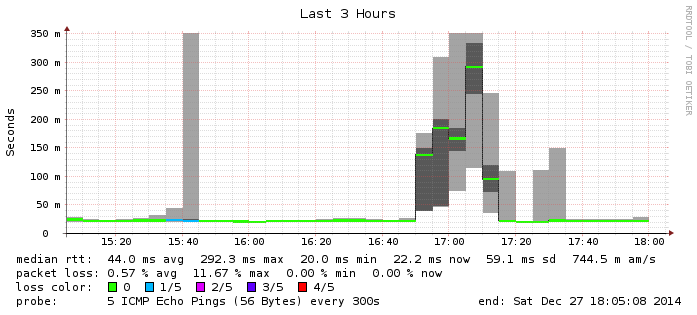 Last 3 Hours
RRDTOOL / TOBI OETIKER
Seconds
350 m
300 m
250 m
200 m
150 m
100 m
50 m
0
15:20 15:40 16:00 16:20 16:40 17:00 17:20 17:40 18:00
median rtt: 44.0 ms avg 292.3 ms max 20.0 ms min 22.2 ms now 59.1 ms sd 744.5 m am/s
packet loss: 0.57 % avg 11.67 % max 0.00 % min 0.00 % now
loss color: 0 1/5 2/5 3/5 4/5
probe: 5 ICMP Echo Pings (56 Bytes) every 300s end: Sat Dec 27 18:05:08 2014